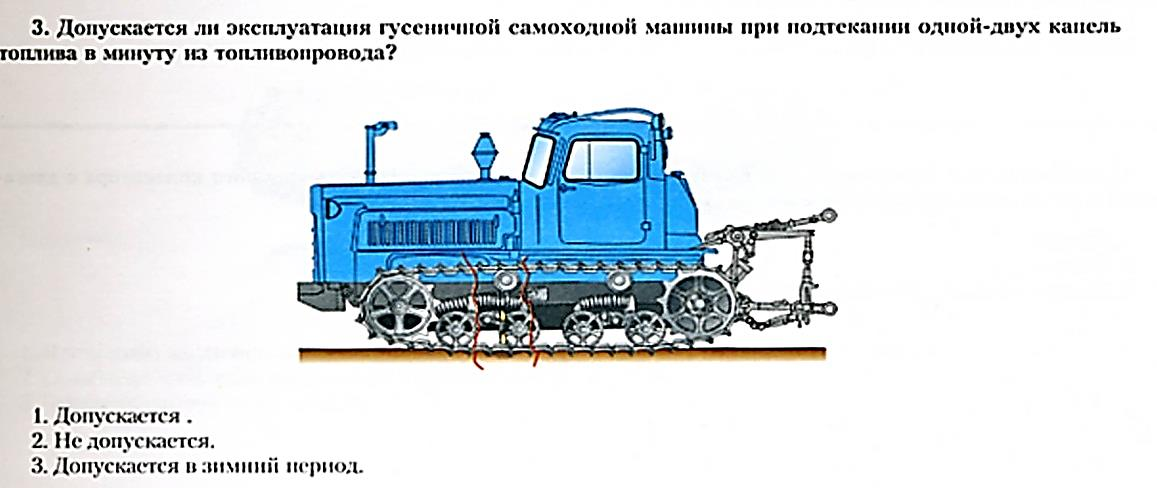 3. Допускается ли эксплуатация гусеничной самоходной машины при подтекании одной-двух капель
топлива в минуту из топливопровода?
1. Допускается .
2. Не допускается.
3. Допускается в зимний период.